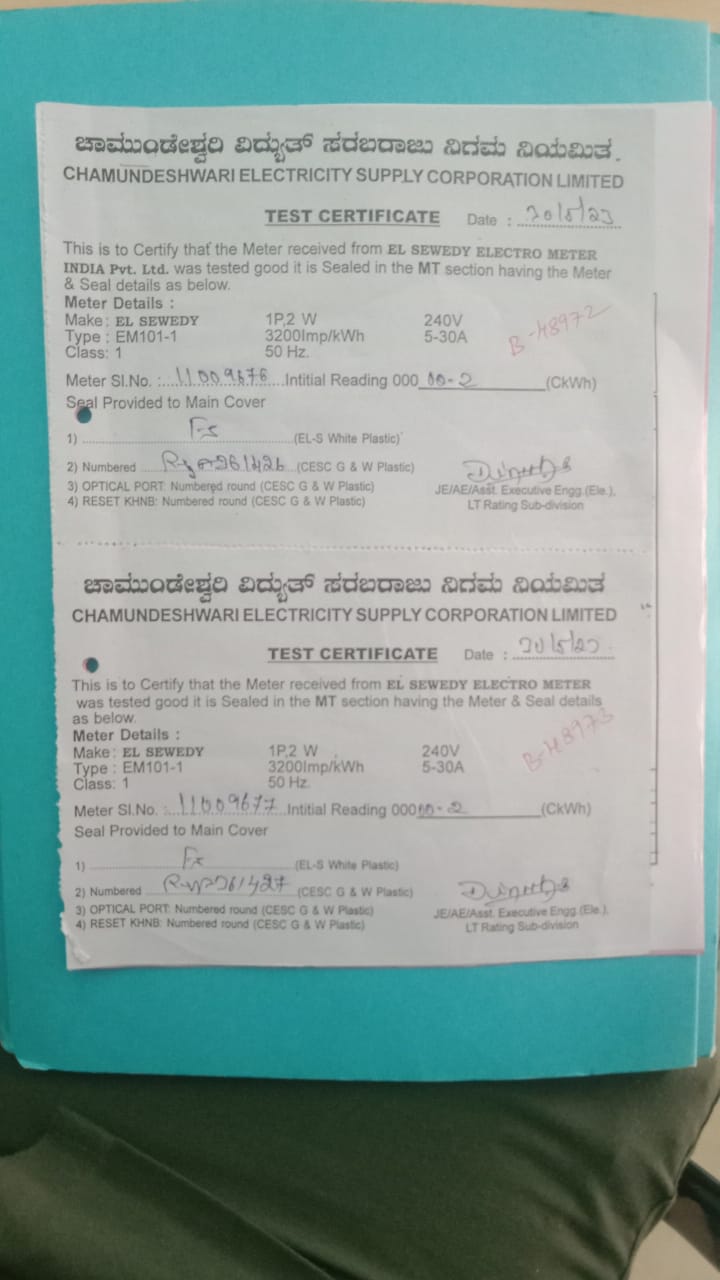 ಚಾಮುಂಡೇಶ್ವರಿ ವಿದ್ಯುತ್ ಸರಬರಾಜು ನಿಗಮ ನಿಯಮಿತ.
CHAMUNDESHWARI ELECTRICITY SUPPLY CORPORATION LIMITED
TEST CERTIFICATE Date : 20/5/23
This is to Certify that the Meter received from EL SEWEDY ELECTRO METER
INDIA Pvt. Ltd. was tested good it is Sealed in the MT section having the Meter
& Seal details as below.
Meter Details :
Make : EL SEWEDY 1P,2 W 240V
Type : EM101-1 3200Imp/kWh 5-30A
Class: 1 50 Hz.
B-48972
Meter Sl.No. : 11009676 Intitial Reading 000 00-2 (CkWh)
Seal Provided to Main Cover
1) (EL-S White Plastic)
2) Numbered 961426 (CESC G & W Plastic)
3) OPTICAL PORT: Numbered round (CESC G & W Plastic)
4) RESET KHNB: Numbered round (CESC G & W Plastic)
JE/AE/Asst. Executive Engg.(Ele.),
LT Rating Sub-division
ಚಾಮುಂಡೇಶ್ವರಿ ವಿದ್ಯುತ್ ಸರಬರಾಜು ನಿಗಮ ನಿಯಮಿತ
CHAMUNDESHWARI ELECTRICITY SUPPLY CORPORATION LIMITED
TEST CERTIFICATE Date : 20/5/23
This is to Certify that the Meter received from EL SEWEDY ELECTRO METER
was tested good it is Sealed in the MT section having the Meter & Seal details
as below.
Meter Details :
Make : EL SEWEDY 1P,2 W 240V
Type : EM101-1 3200Imp/kWh 5-30A
Class: 1 50 Hz.
B-48973
Meter Sl.No. : 11009677 Intitial Reading 00000-2 (CkWh)
Seal Provided to Main Cover
1) (EL-S White Plastic)
2) Numbered 961427 (CESC G & W Plastic)
3) OPTICAL PORT: Numbered round (CESC G & W Plastic)
4) RESET KHNB: Numbered round (CESC G & W Plastic)
JE/AE/Asst. Executive Engg.(Ele.),
LT Rating Sub-division